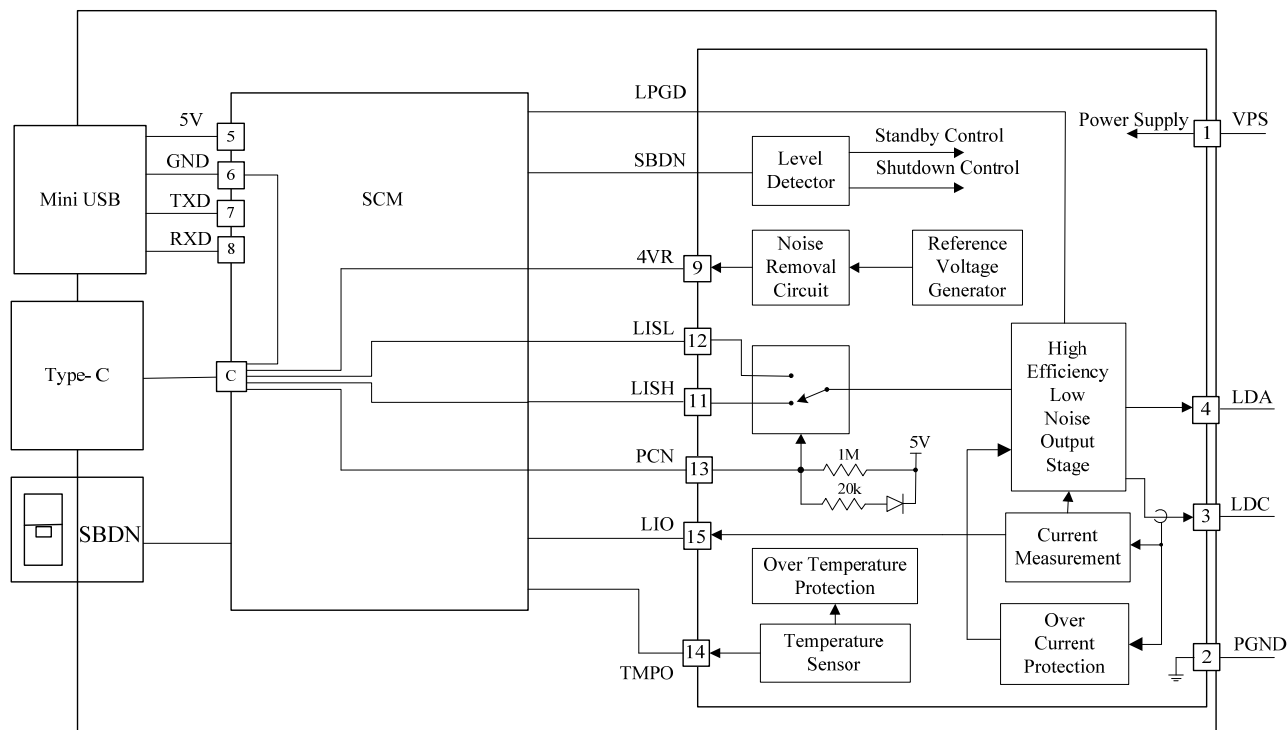 Mini USB
5V
5
GND
6
TXD
7
RXD
8
SCM
Type- C
C
SBDN
LPGD
SBDN
Level
Detector
Standby Control
Shutdown Control
Power Supply
1
VPS
4VR
9
Noise
Removal
Circuit
Reference
Voltage
Generator
LISL
12
LISH
11
PCN
13
1M
20k
5V
High
Efficiency
Low
Noise
Output
Stage
4
LDA
3
LDC
LIO
15
Current
Measurement
Over Temperature
Protection
Temperature
Sensor
14
TMPO
Over
Current
Protection
2
PGND